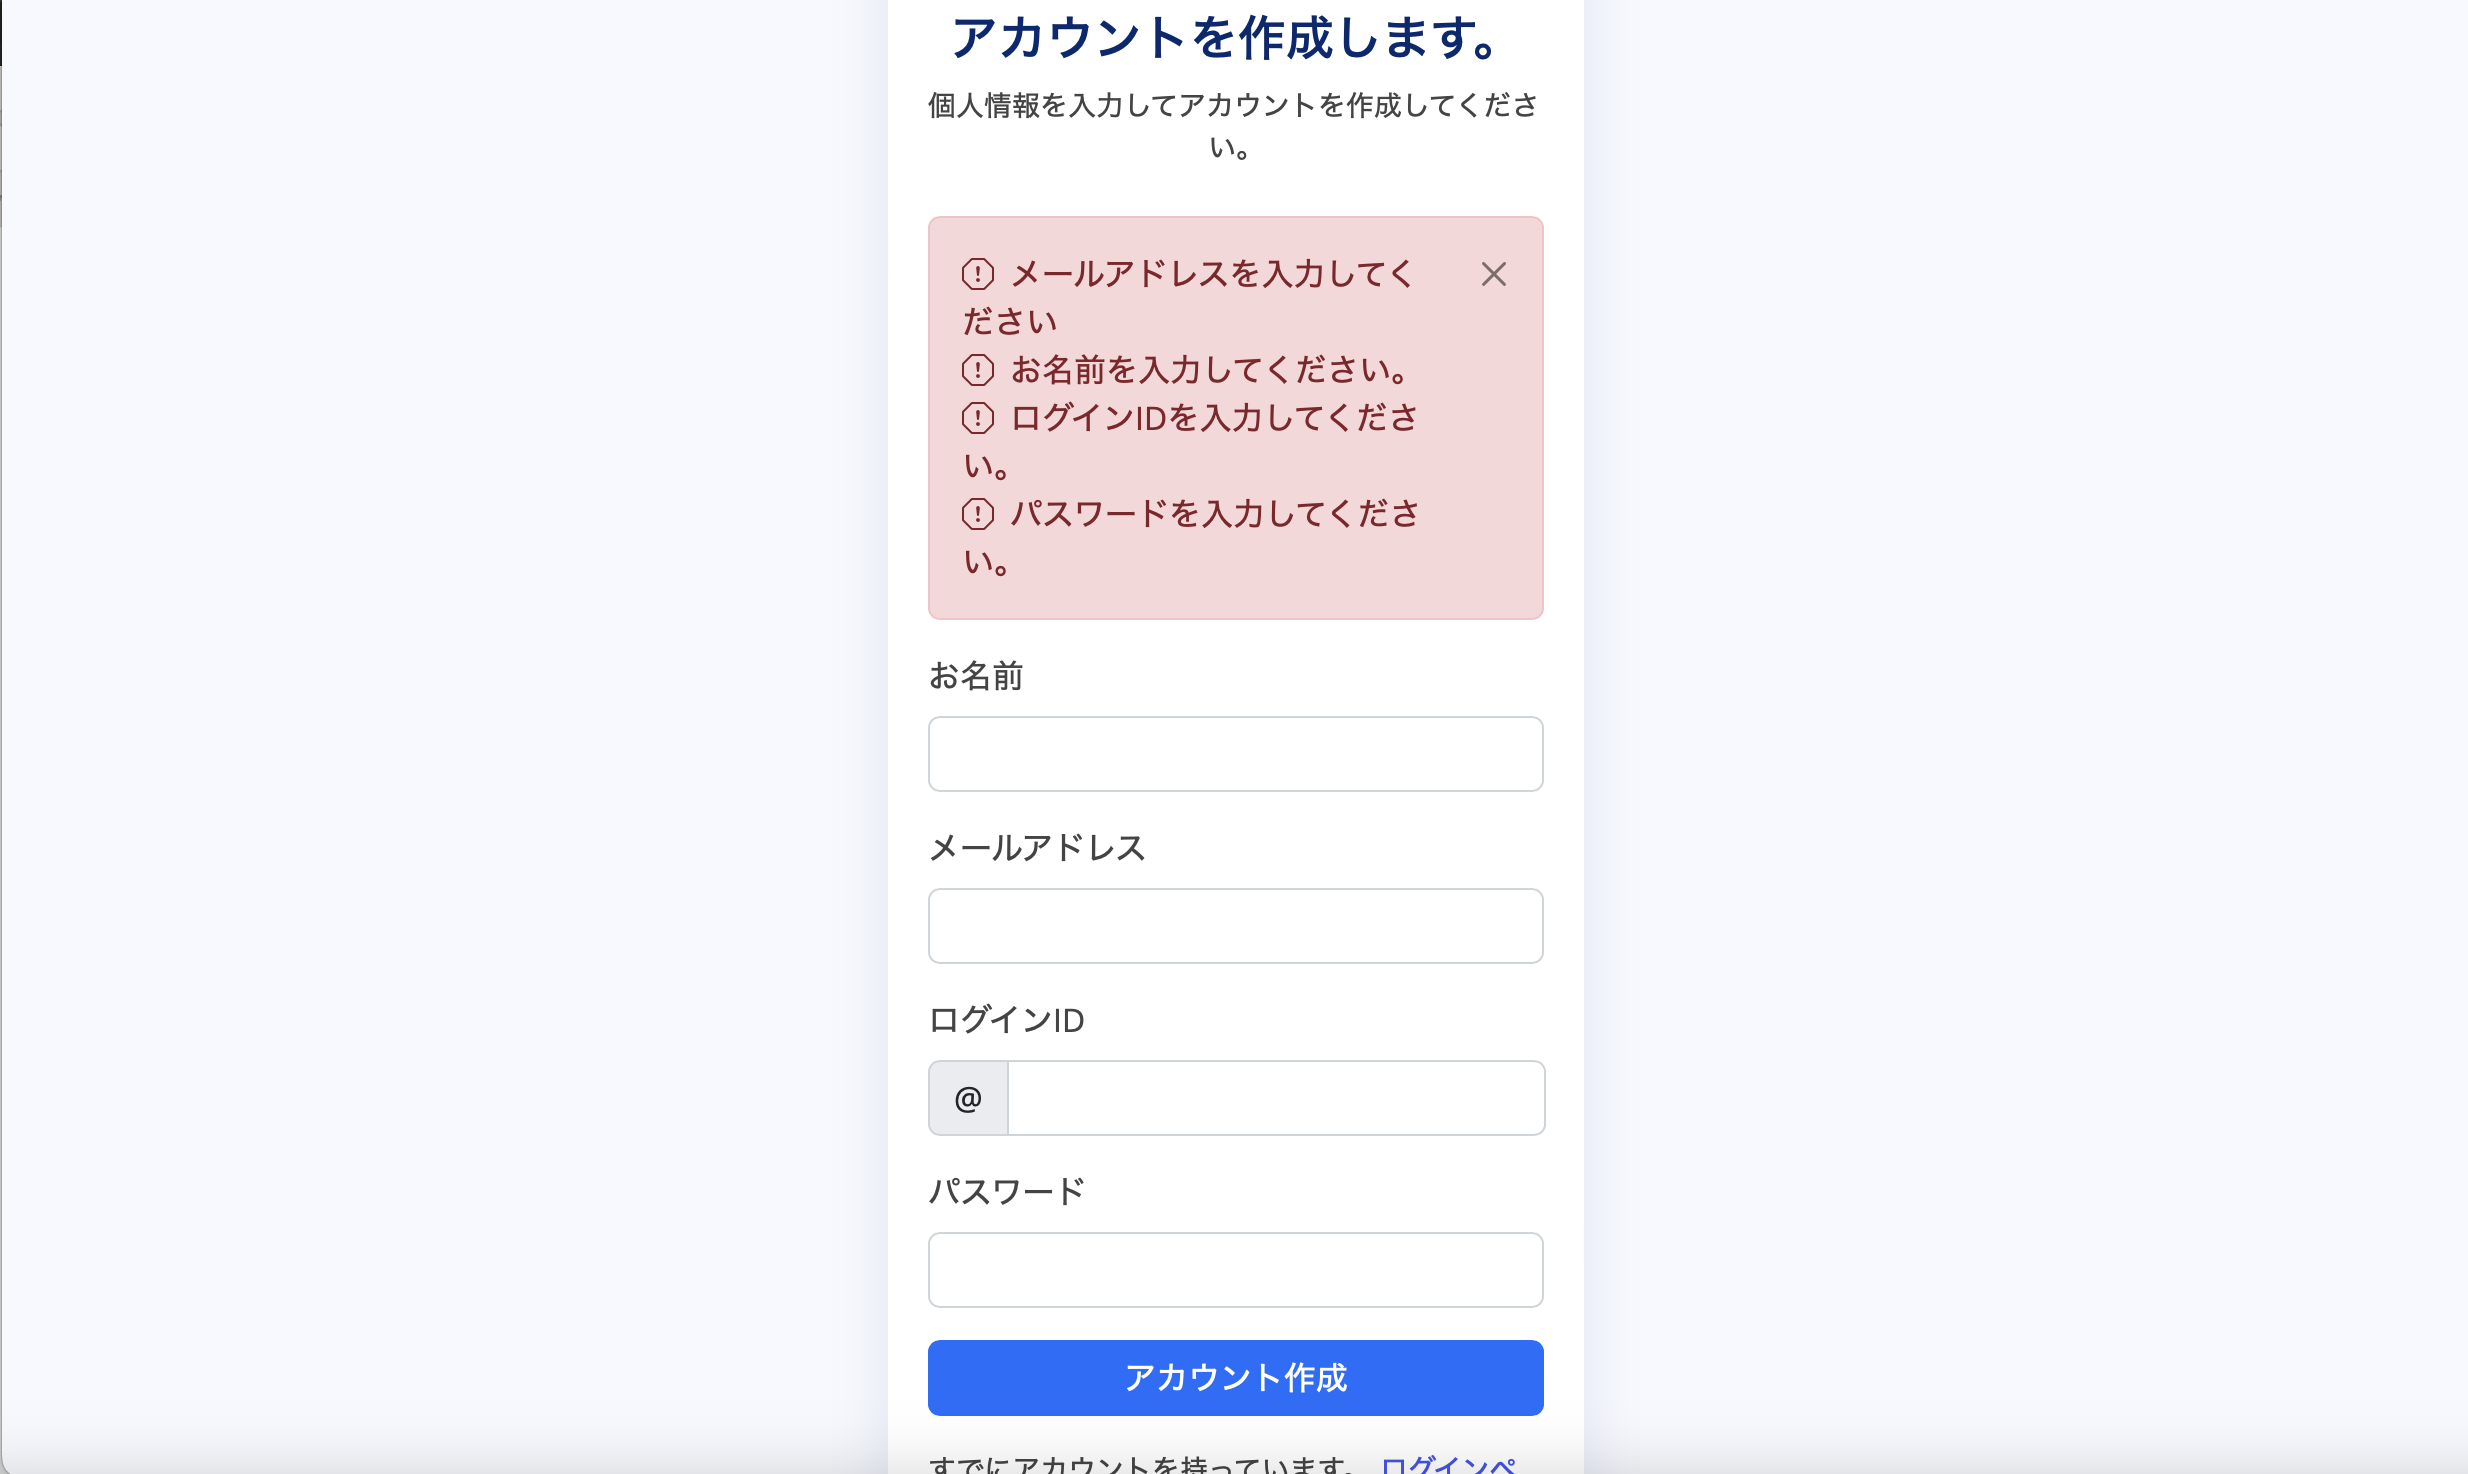 アカウントを作成します。
個人情報を入力してアカウントを作成してくださ
い。
メールアドレスを入力してく
ださい
お名前を入力してください。
ログインIDを入力してくださ
い。
パスワードを入力してくださ
い。
お名前
メールアドレス
ログインID
@
パスワード
アカウント作成
すでにアカウントを持っています。 ログインペ